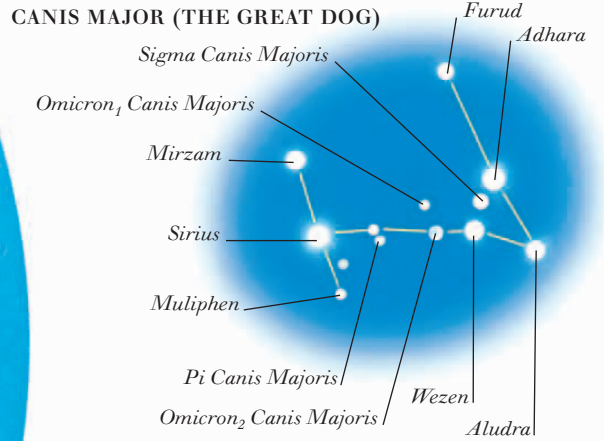 CANIS MAJOR (THE GREAT DOG)
Furud
Adhara
Sigma Canis Majoris
Omicron₁ Canis Majoris
Mirzam
Sirius
Muliphen
Pi Canis Majoris
Wezen
Omicron₂ Canis Majoris
Aludra